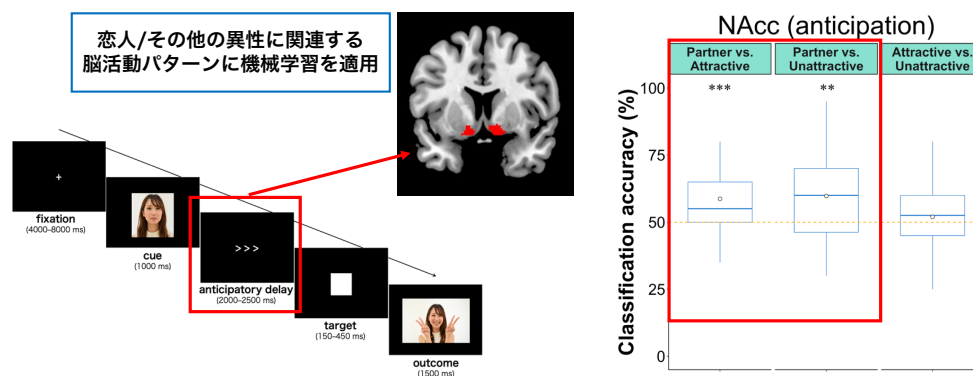 恋人/その他の異性に関連する
脳活動パターンに機械学習を適用
+
fixation
(4000–8000 ms)
cue
(1000 ms)
>>>
anticipatory delay
(2000–2500 ms)
target
(150–450 ms)
outcome
(1500 ms)
NAcc (anticipation)
Partner vs.
Attractive
Partner vs.
Unattractive
Attractive vs.
Unattractive
***
**
Classification accuracy (%)
100
75
50
25
0